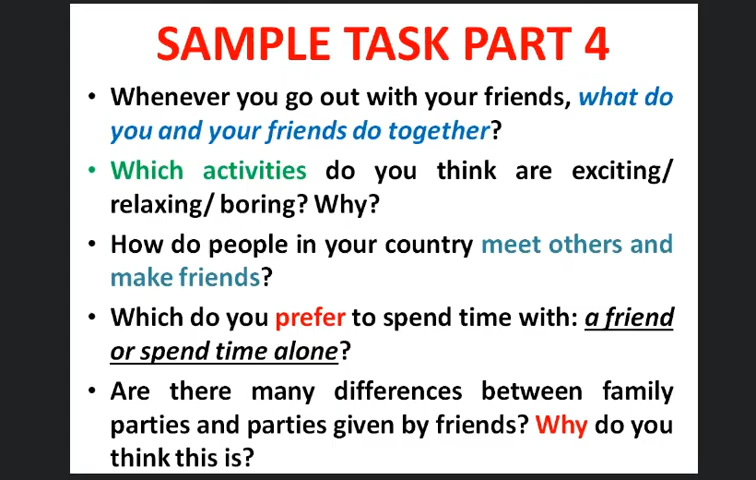 SAMPLE TASK PART 4
• Whenever you go out with your friends, what do
you and your friends do together?
• Which activities do you think are exciting/
relaxing/ boring? Why?
• How do people in your country meet others and
make friends?
• Which do you prefer to spend time with: a friend
or spend time alone?
• Are there many differences between family
parties and parties given by friends? Why do you
think this is?